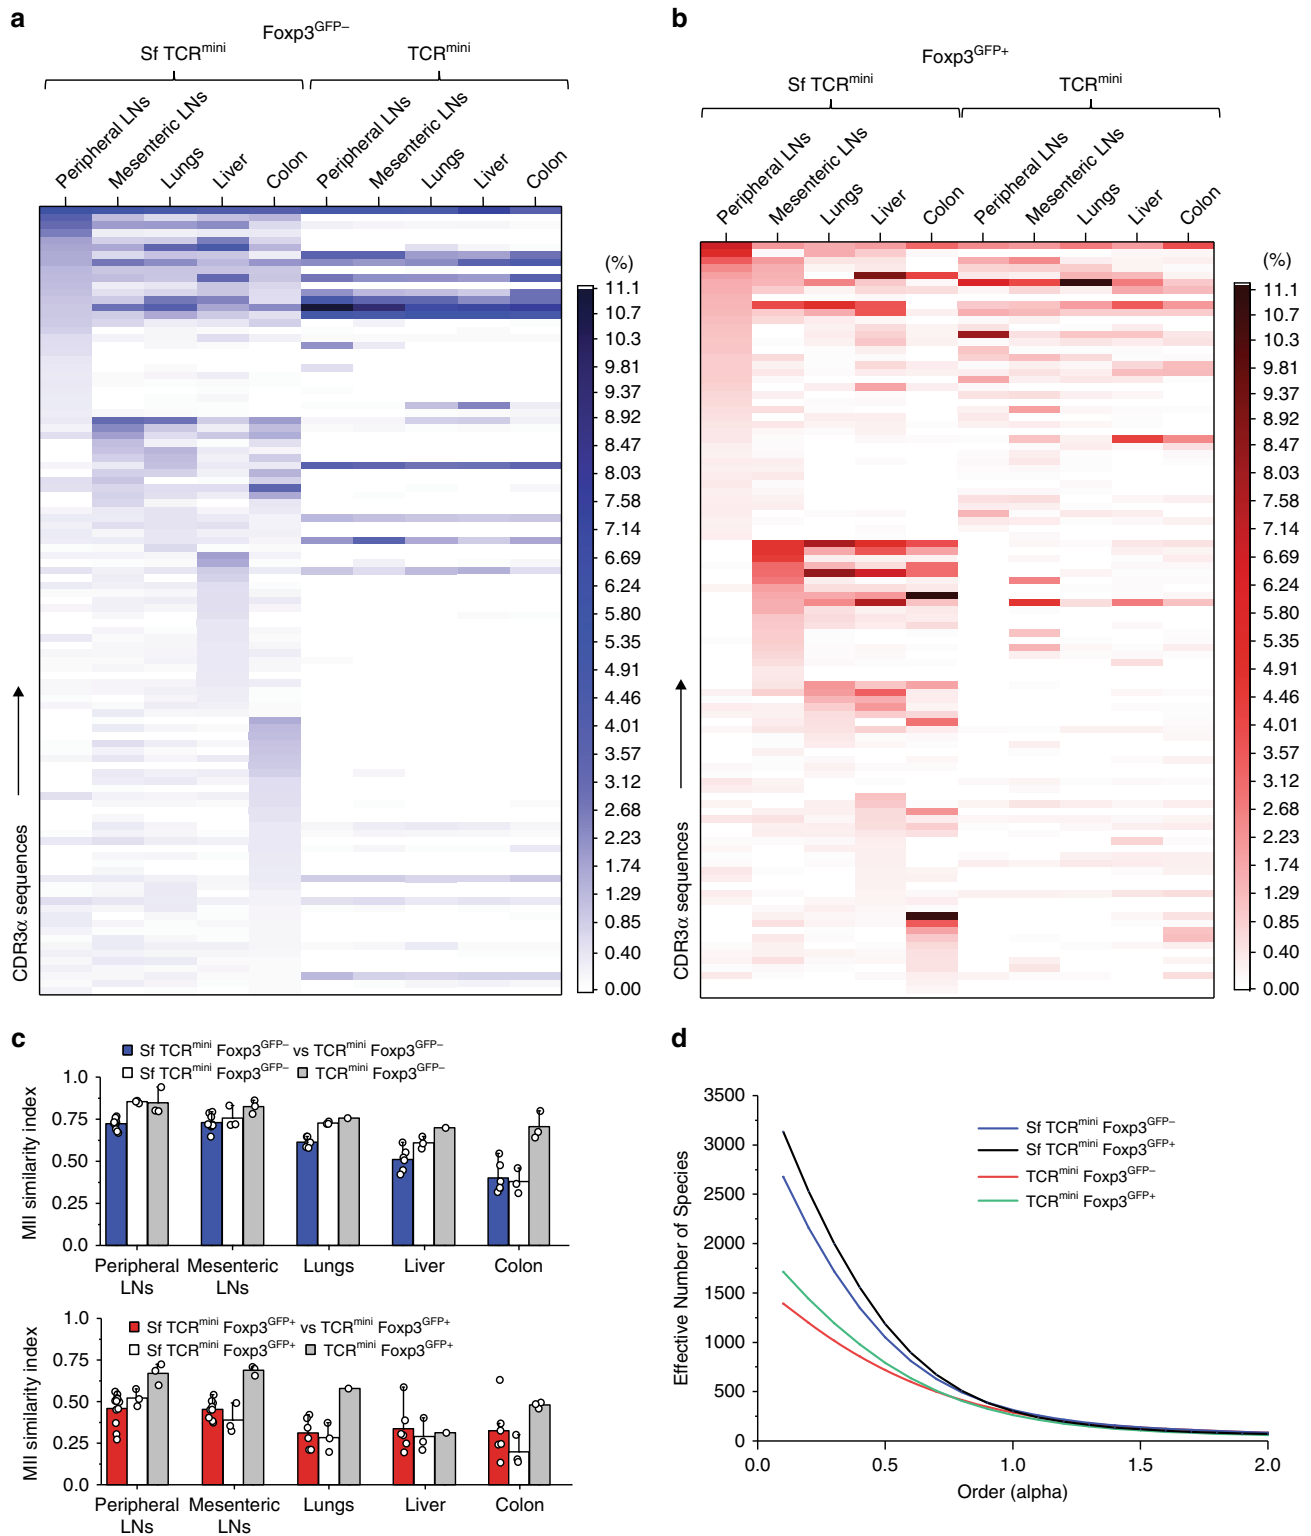 a
Foxp3GFP–
Sf TCRmini
TCRmini
Peripheral LNs
Mesenteric LNs
Lungs
Liver
Colon
Peripheral LNs
Mesenteric LNs
Lungs
Liver
Colon
CDR3α sequences
(%)
11.1
10.7
10.3
9.81
9.37
8.92
8.47
8.03
7.58
7.14
6.69
6.24
5.80
5.35
4.91
4.46
4.01
3.57
3.12
2.68
2.23
1.74
1.29
0.85
0.40
0.00
b
Foxp3GFP+
Sf TCRmini
TCRmini
Peripheral LNs
Mesenteric LNs
Lungs
Liver
Colon
Peripheral LNs
Mesenteric LNs
Lungs
Liver
Colon
CDR3α sequences
(%)
11.1
10.7
10.3
9.81
9.37
8.92
8.47
8.03
7.58
7.14
6.69
6.24
5.80
5.35
4.91
4.46
4.01
3.57
3.12
2.68
2.23
1.74
1.29
0.85
0.40
0.00
c
Sf TCRmini Foxp3GFP– vs TCRmini Foxp3GFP–
Sf TCRmini Foxp3GFP– TCRmini Foxp3GFP–
MII similarity index
1.0
0.75
0.50
0.25
0.0
Peripheral LNs
Mesenteric LNs
Lungs
Liver
Colon
Sf TCRmini Foxp3GFP+ vs TCRmini Foxp3GFP+
Sf TCRmini Foxp3GFP+ TCRmini Foxp3GFP+
MII similarity index
1.0
0.75
0.50
0.25
0.0
Peripheral LNs
Mesenteric LNs
Lungs
Liver
Colon
d
Effective Number of Species
3500
3000
2500
2000
1500
1000
500
0
Sf TCRmini Foxp3GFP–
Sf TCRmini Foxp3GFP+
TCRmini Foxp3GFP–
TCRmini Foxp3GFP+
0.0
0.5
1.0
1.5
2.0
Order (alpha)